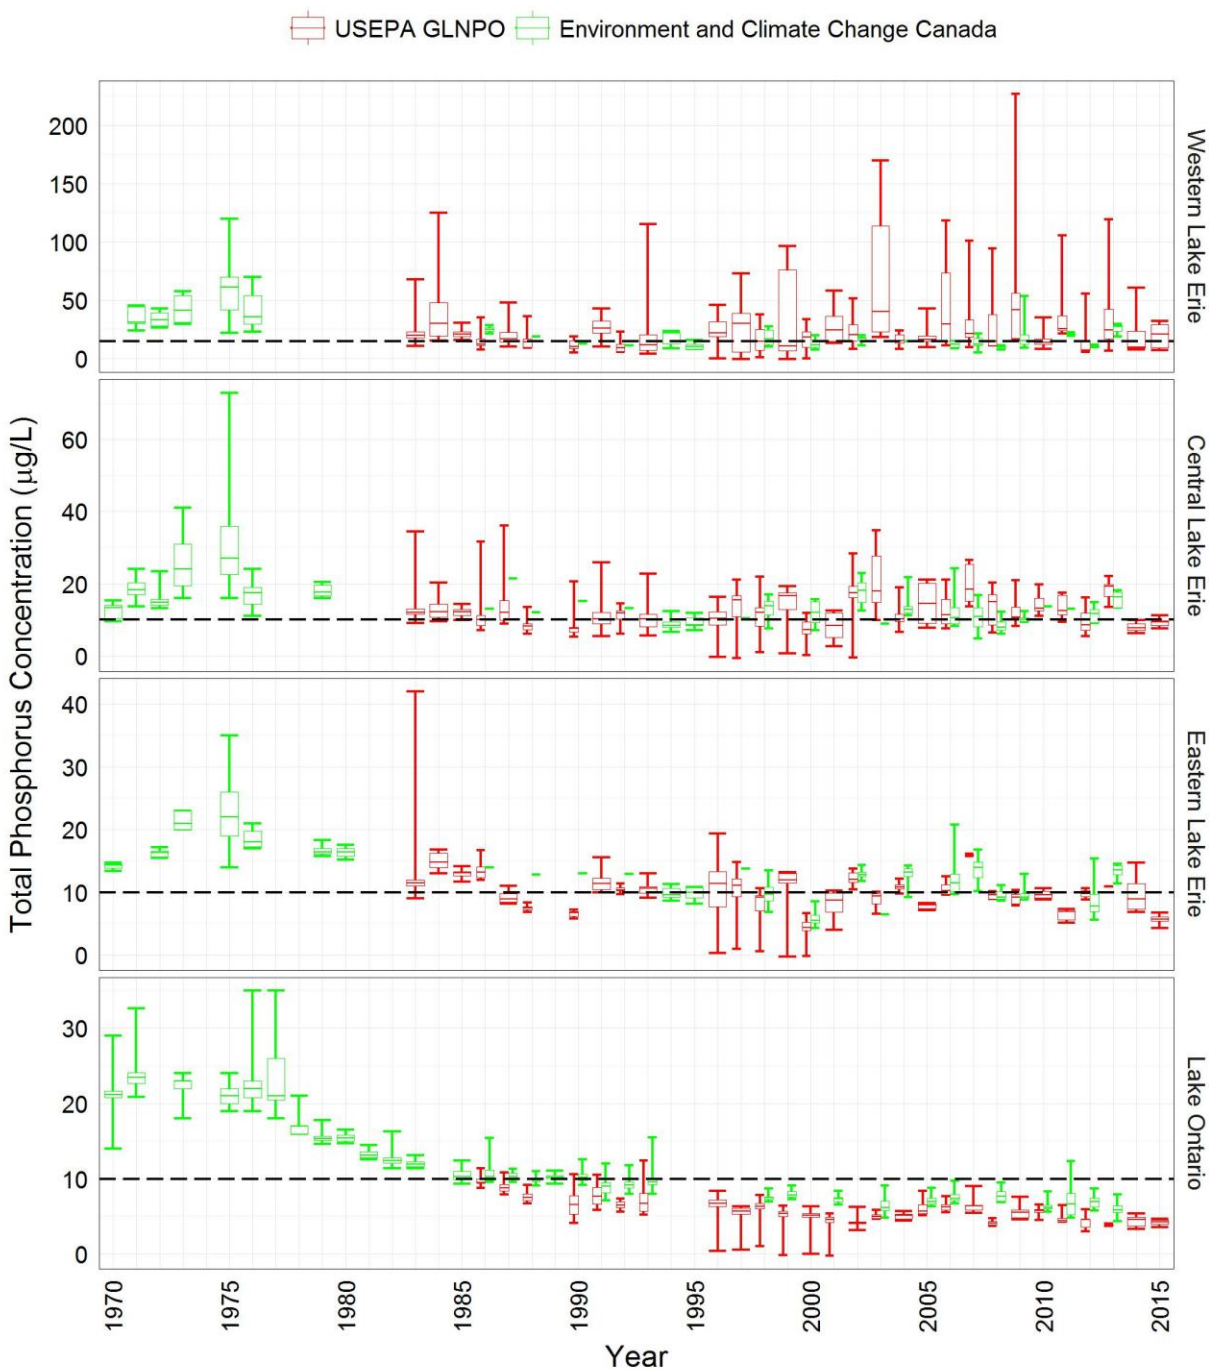 USEPA GLNPO Environment and Climate Change Canada
Total Phosphorus Concentration (µg/L)
200
150
100
50
0
Western Lake Erie
60
40
20
0
Central Lake Erie
40
30
20
10
0
Eastern Lake Erie
30
20
10
0
Lake Ontario
1970 1975 1980 1985 1990 1995 2000 2005 2010 2015
Year